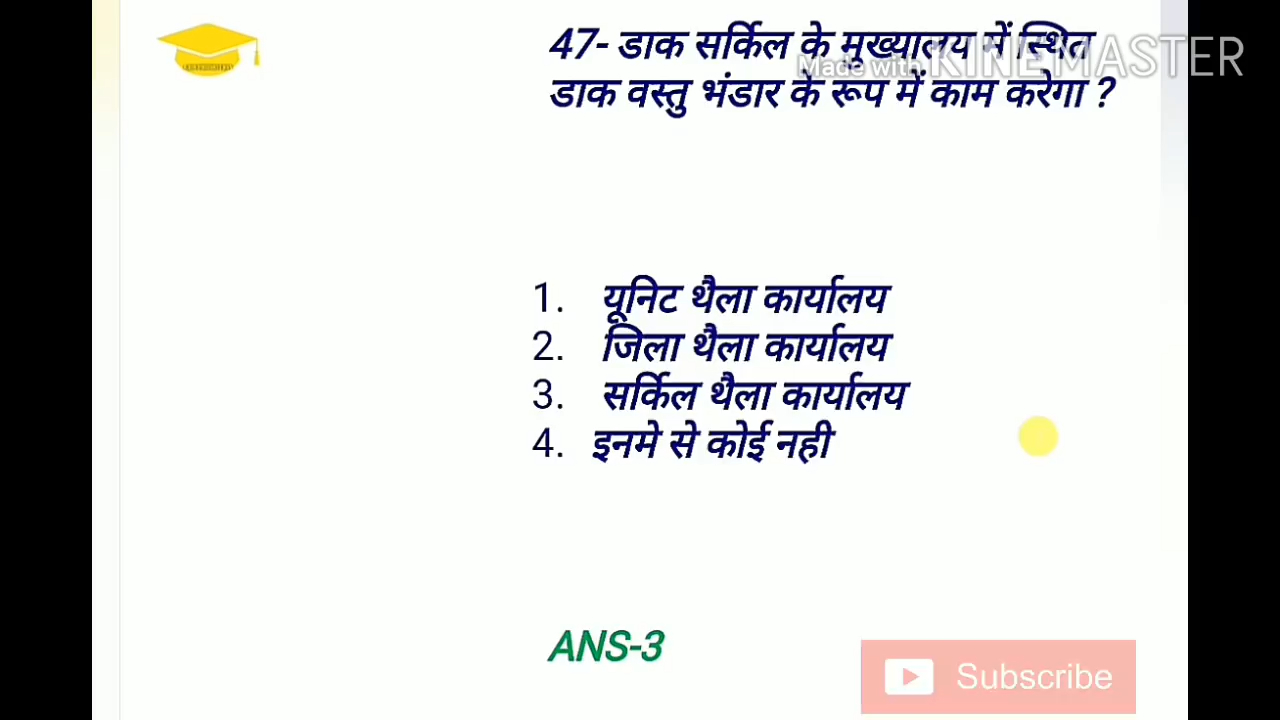 47- डाक सर्किल के मुख्यालय में स्थित
Made with KINEMASTER
डाक वस्तु भंडार के रूप में काम करेगा ?
1. यूनिट थैला कार्यालय
2. जिला थैला कार्यालय
3. सर्किल थैला कार्यालय
4. इनमे से कोई नही
ANS-3
Subscribe